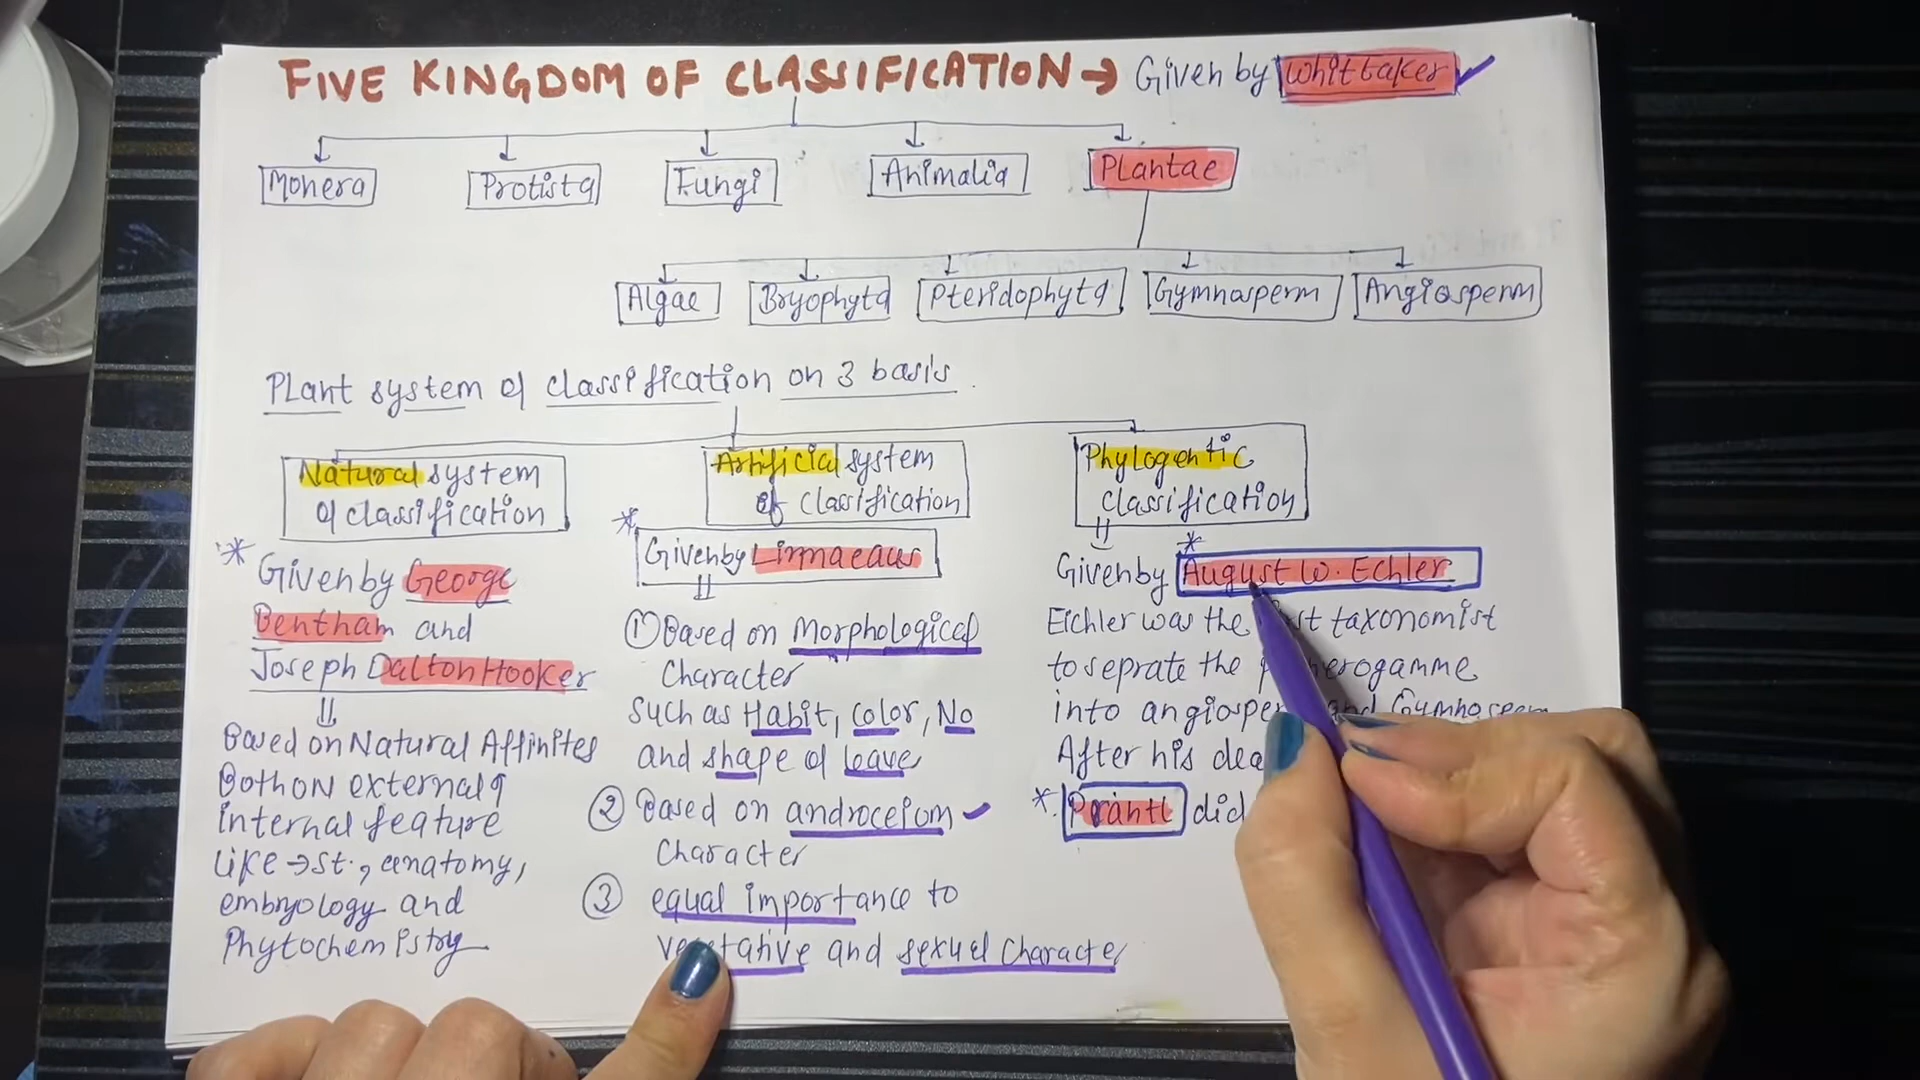 FIVE KINGDOM OF CLASSIFICATION → Given by Whittaker ✓
Monera Protista Fungi Animalia Plantae
Algae Bryophyta Pteridophyta Gymnosperm Angiosperm
Plant system of classification on 3 basis.
Natural system
of classification
* Given by George
Bentham and
Joseph Dalton Hooker
Based on Natural Affinites
Both on external &
internal feature
Like → st., anatomy,
embryology and
Phytochemistry
Artificial system
of classification
* Given by Linnaeaus
① Based on Morphological
Character
such as Habit, Color, No
and shape of leave
② Based on androceiom ✓
Character
③ equal importance to
vegetative and sexual Character
Phylogentic
classification
* Given by August W. Echler
Eichler was the taxonomist
to seprate the
into angiosperm and Gymnosperm
After his
* Prantl did